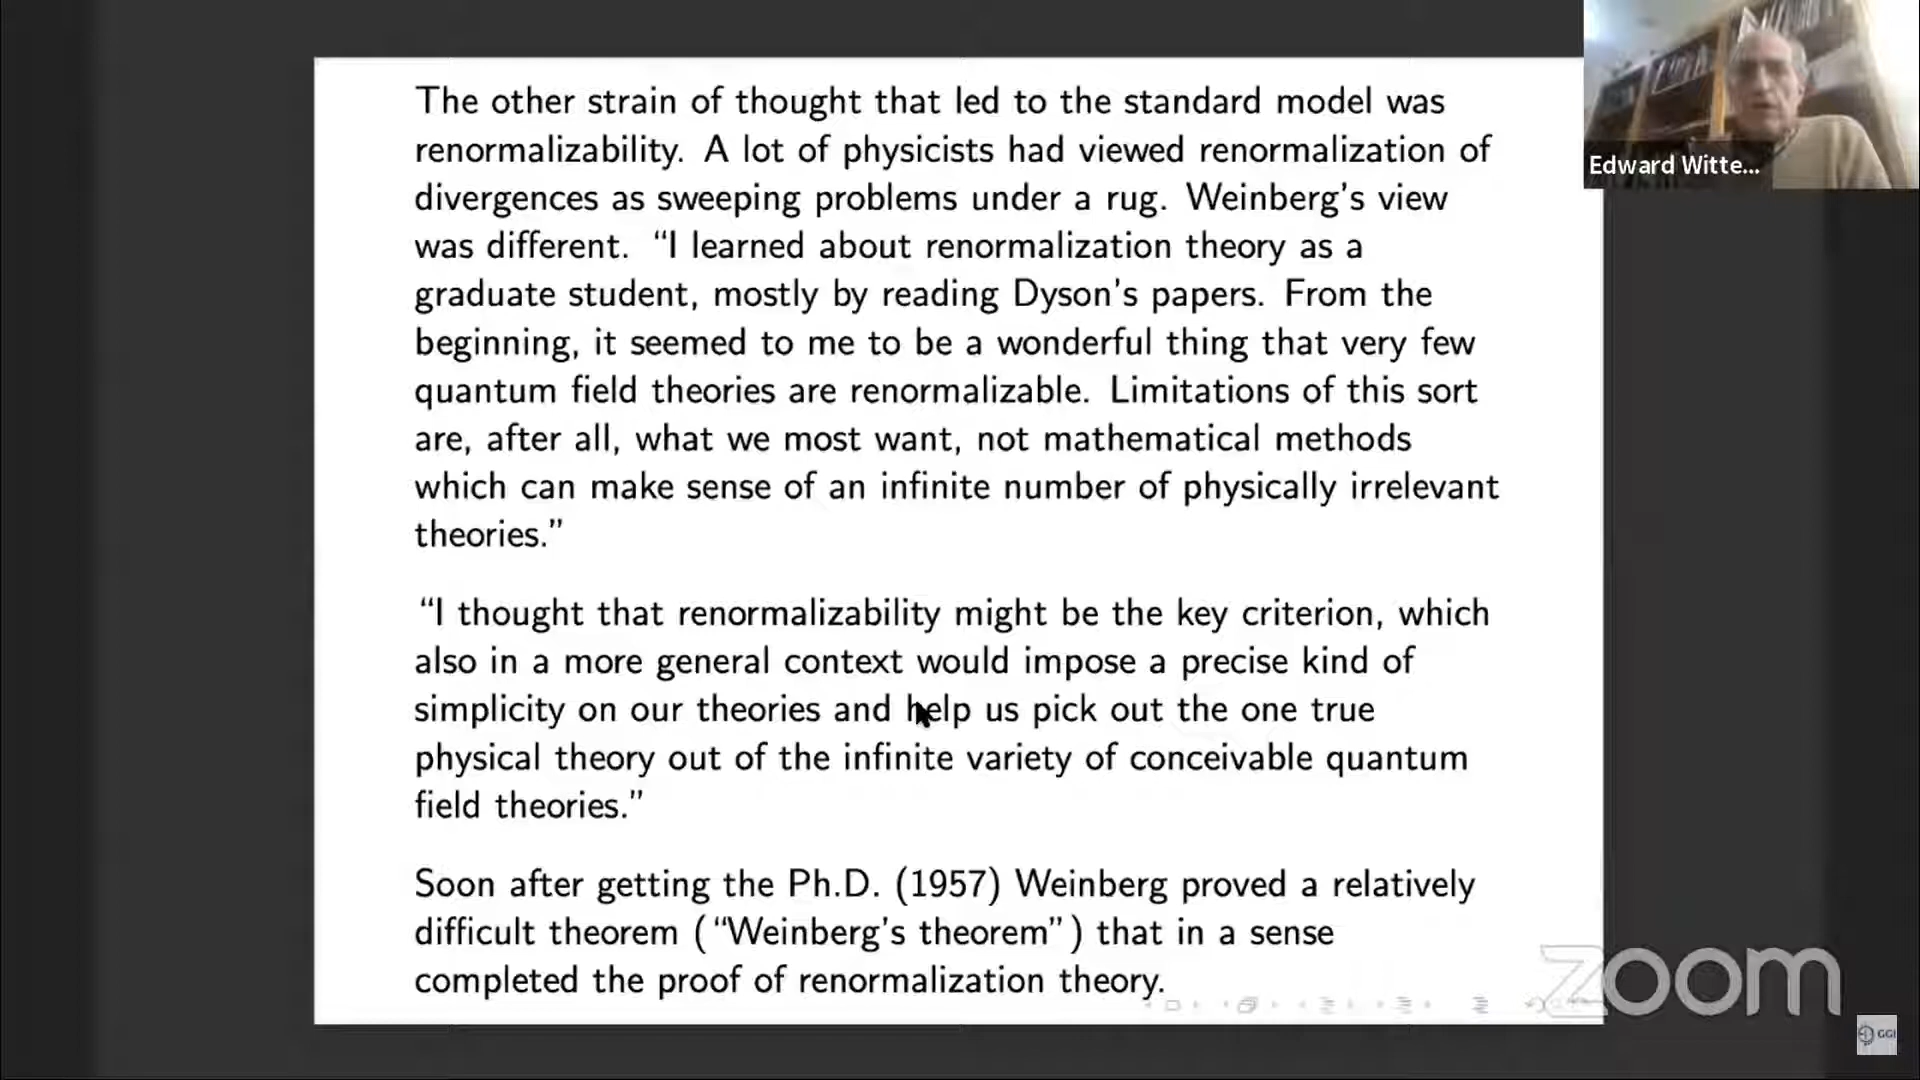 The other strain of thought that led to the standard model was
renormalizability. A lot of physicists had viewed renormalization of
divergences as sweeping problems under a rug. Weinberg's view
was different. “I learned about renormalization theory as a
graduate student, mostly by reading Dyson's papers. From the
beginning, it seemed to me to be a wonderful thing that very few
quantum field theories are renormalizable. Limitations of this sort
are, after all, what we most want, not mathematical methods
which can make sense of an infinite number of physically irrelevant
theories.”
“I thought that renormalizability might be the key criterion, which
also in a more general context would impose a precise kind of
simplicity on our theories and help us pick out the one true
physical theory out of the infinite variety of conceivable quantum
field theories.”
Soon after getting the Ph.D. (1957) Weinberg proved a relatively
difficult theorem (“Weinberg's theorem”) that in a sense
completed the proof of renormalization theory.
Edward Witte...
zoom
GGI